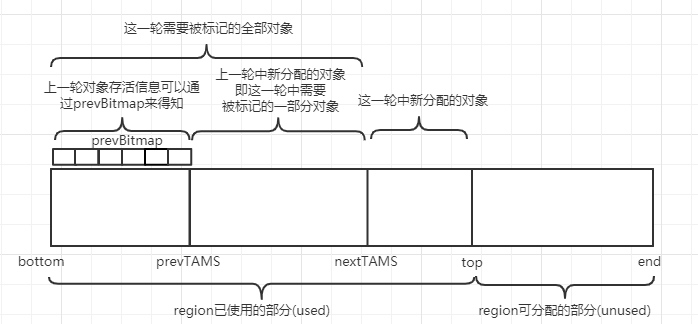 这一轮需要被标记的全部对象
上一轮对象存活信息可以通
过prevBitmap来得知
上一轮中新分配的对象
即这一轮中需要
被标记的一部分对象
这一轮中新分配的对象
prevBitmap
bottom
prevTAMS
nextTAMS
top
end
region已使用的部分(used)
region可分配的部分(unused)